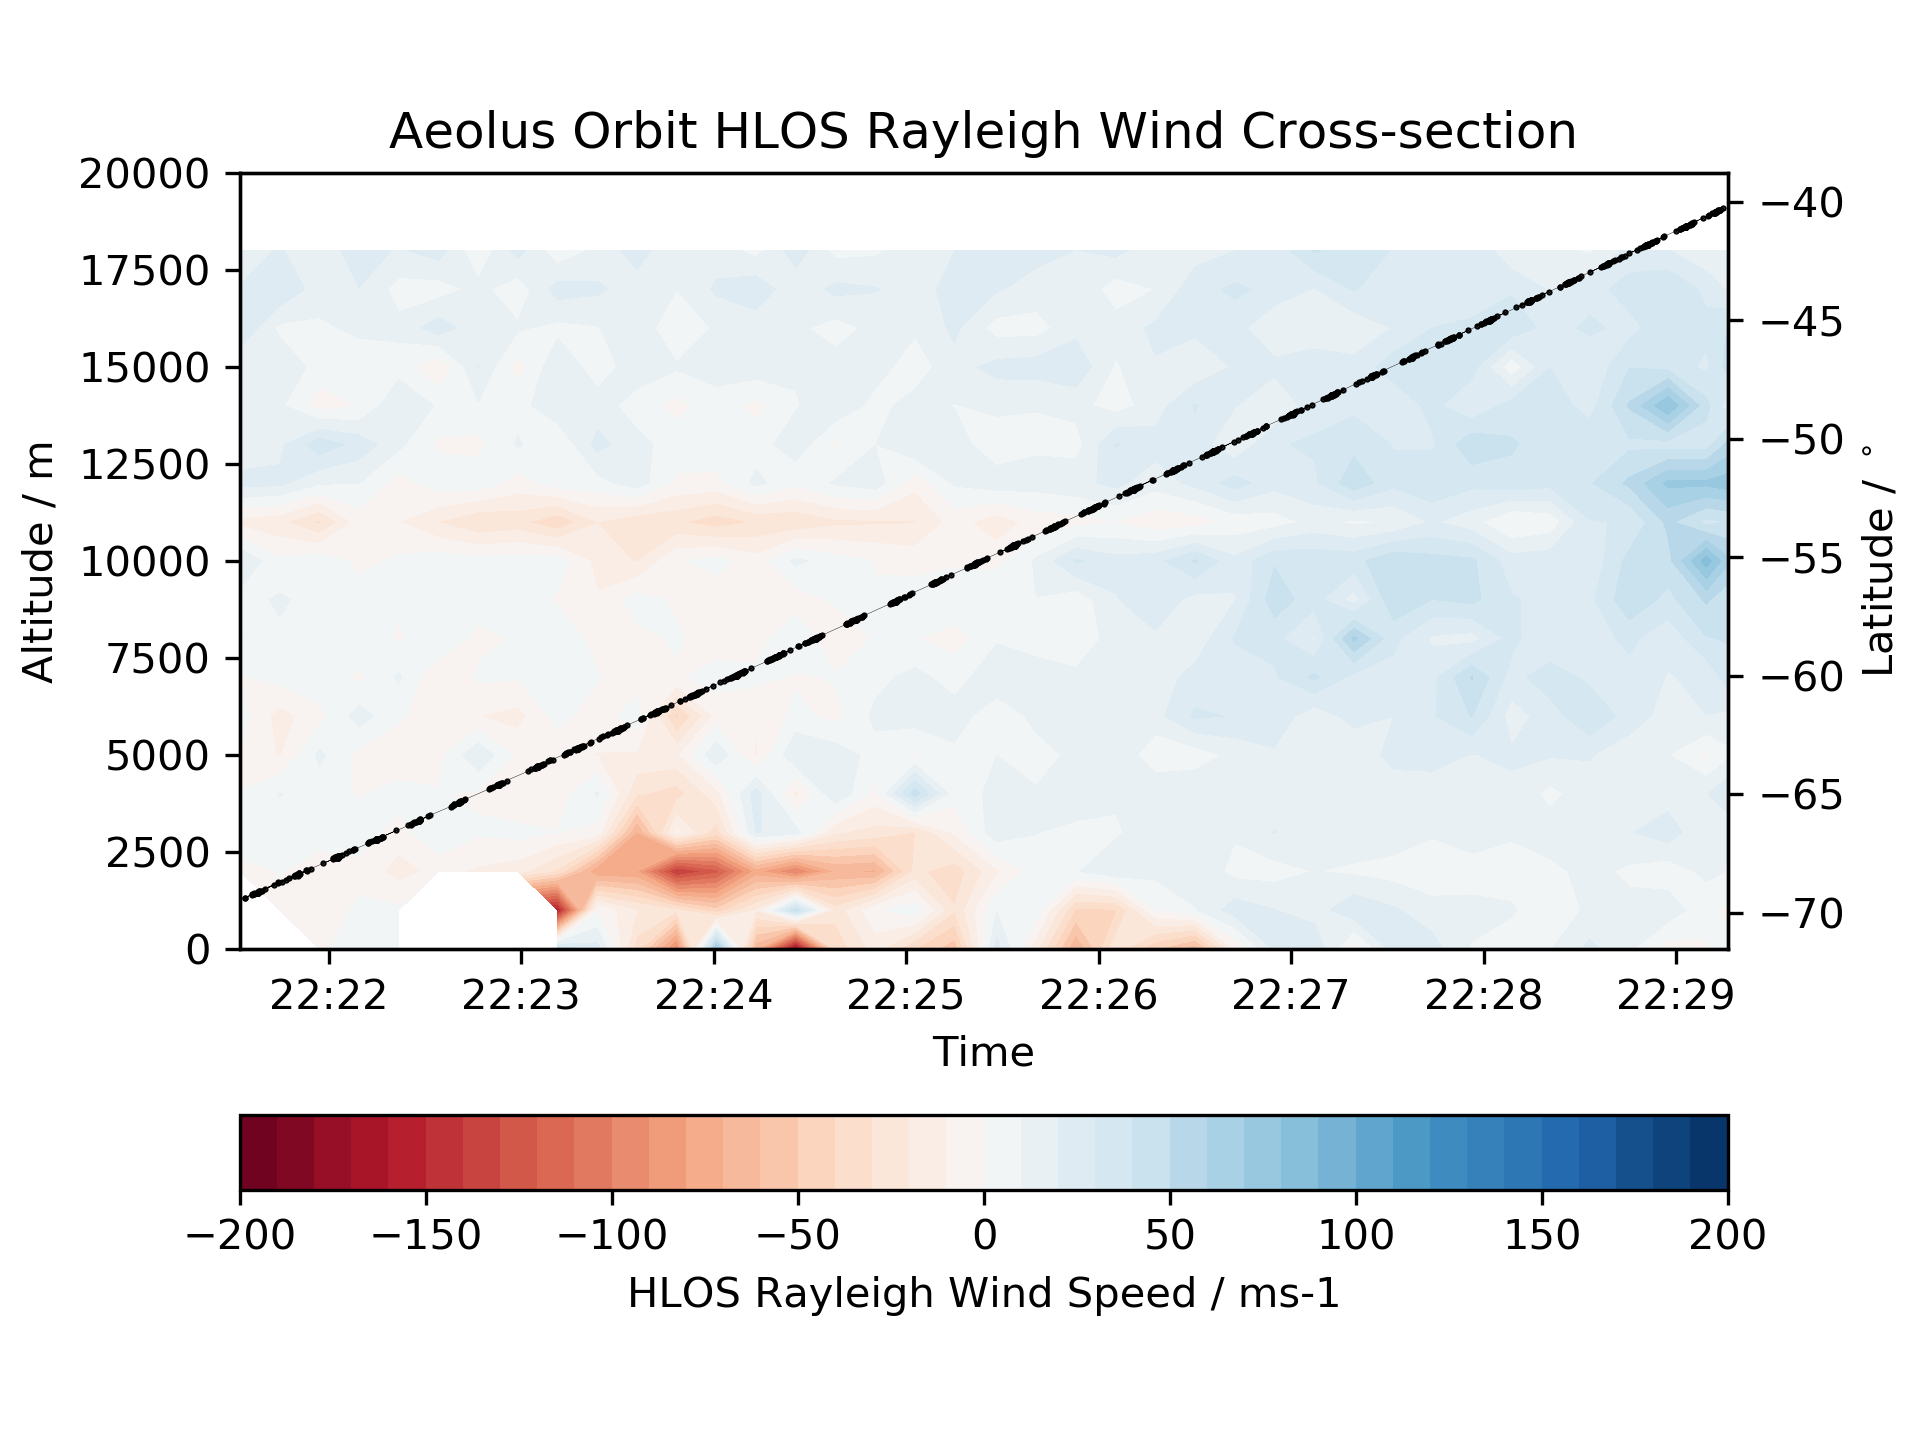 Aeolus Orbit HLOS Rayleigh Wind Cross-section
20000
17500
15000
12500
10000
7500
5000
2500
0
Altitude / m
−40
−45
−50
−55
−60
−65
−70
Latitude / °
22:22 22:23 22:24 22:25 22:26 22:27 22:28 22:29
Time
−200 −150 −100 −50 0 50 100 150 200
HLOS Rayleigh Wind Speed / ms-1